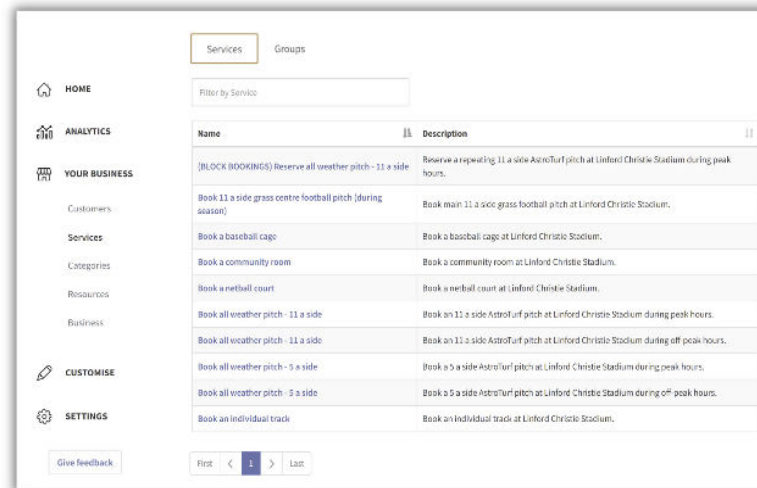 Services Groups
HOME
Filter by Service
ANALYTICS
Name Description
YOUR BUSINESS
(BLOCK BOOKINGS) Reserve all weather pitch - 11 a side
Reserve a repeating 11 a side AstroTurf pitch at Linford Christie Stadium during peak
hours.
Customers
Book 11 a side grass centre football pitch (during
season)
Book main 11 a side grass football pitch at Linford Christie Stadium.
Services
Book a baseball cage Book a baseball cage at Linford Christie Stadium.
Categories
Book a community room Book a community room at Linford Christie Stadium.
Resources
Book a netball court Book a netball court at Linford Christie Stadium.
Business
Book all weather pitch - 11 a side Book an 11 a side AstroTurf pitch at Linford Christie Stadium during peak hours.
Book all weather pitch - 11 a side Book an 11 a side AstroTurf pitch at Linford Christie Stadium during off-peak hours.
CUSTOMISE
Book all weather pitch - 5 a side Book a 5 a side AstroTurf pitch at Linford Christie Stadium during peak hours.
Book all weather pitch - 5 a side Book a 5 a side AstroTurf pitch at Linford Christie Stadium during off-peak hours.
SETTINGS
Book an individual track Book an individual track at Linford Christie Stadium.
Give feedback
First < 1 > Last